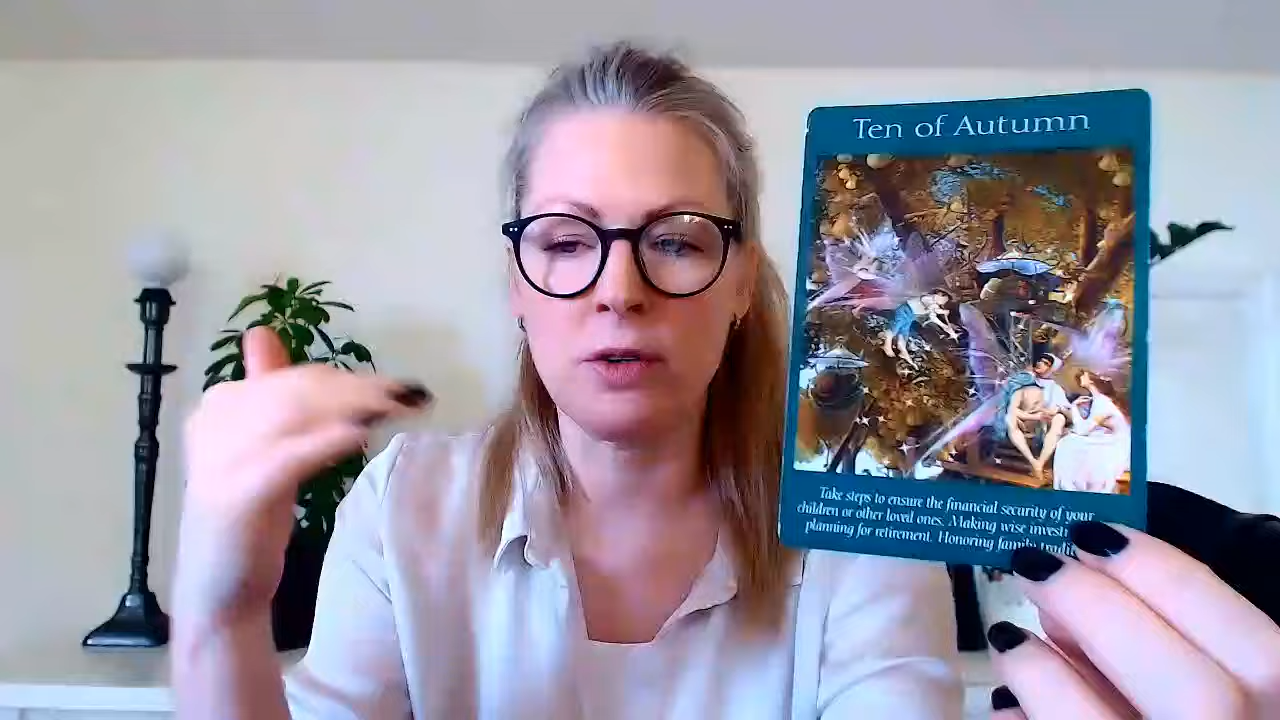 Ten of Autumn
Take steps to ensure the financial security of your
children or other loved ones. Making wise
planning for retirement. Honoring family